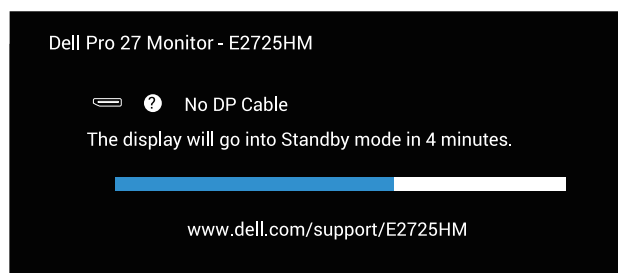 Dell Pro 27 Monitor - E2725HM
? No DP Cable
The display will go into Standby mode in 4 minutes.
www.dell.com/support/E2725HM